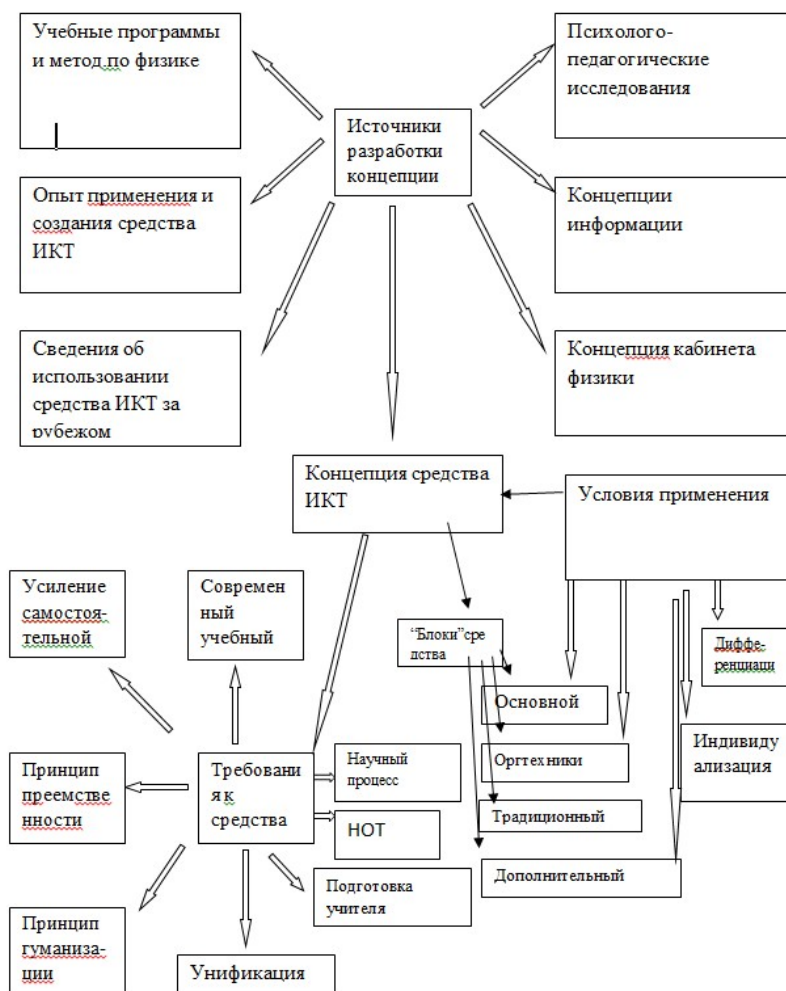 Учебные программы
и метод.по физике
Психолого-
педагогические
исследования
Источники
разработки
концепции
Опыт применения и
создания средства
ИКТ
Концепции
информации
Сведения об
использовании
средства ИКТ за
рубежом
Концепция кабинета
физики
Концепция средства
ИКТ
Условия применения
Усиление
самостоя-
тельной
Современ
ный
учебный
“Блоки”сре
дства
Диффе-
ренциаци
Основной
Индивиду
ализация
Принцип
преемстве
нности
Требовани
я к
средства
Научный
процесс
Оргтехники
НОТ
Традиционный
Подготовка
учителя
Дополнительный
Принцип
гуманиза-
ции
Унификация